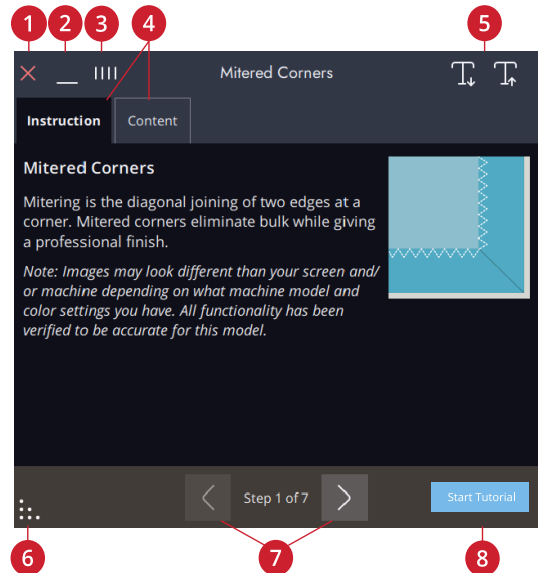 1 2 3 4 5
Mitered Corners
Instruction Content
Mitered Corners
Mitering is the diagonal joining of two edges at a
corner. Mitered corners eliminate bulk while giving
a professional finish.
Note: Images may look different than your screen and/
or machine depending on what machine model and
color settings you have. All functionality has been
verified to be accurate for this model.
Step 1 of 7
Start Tutorial
6 7 8